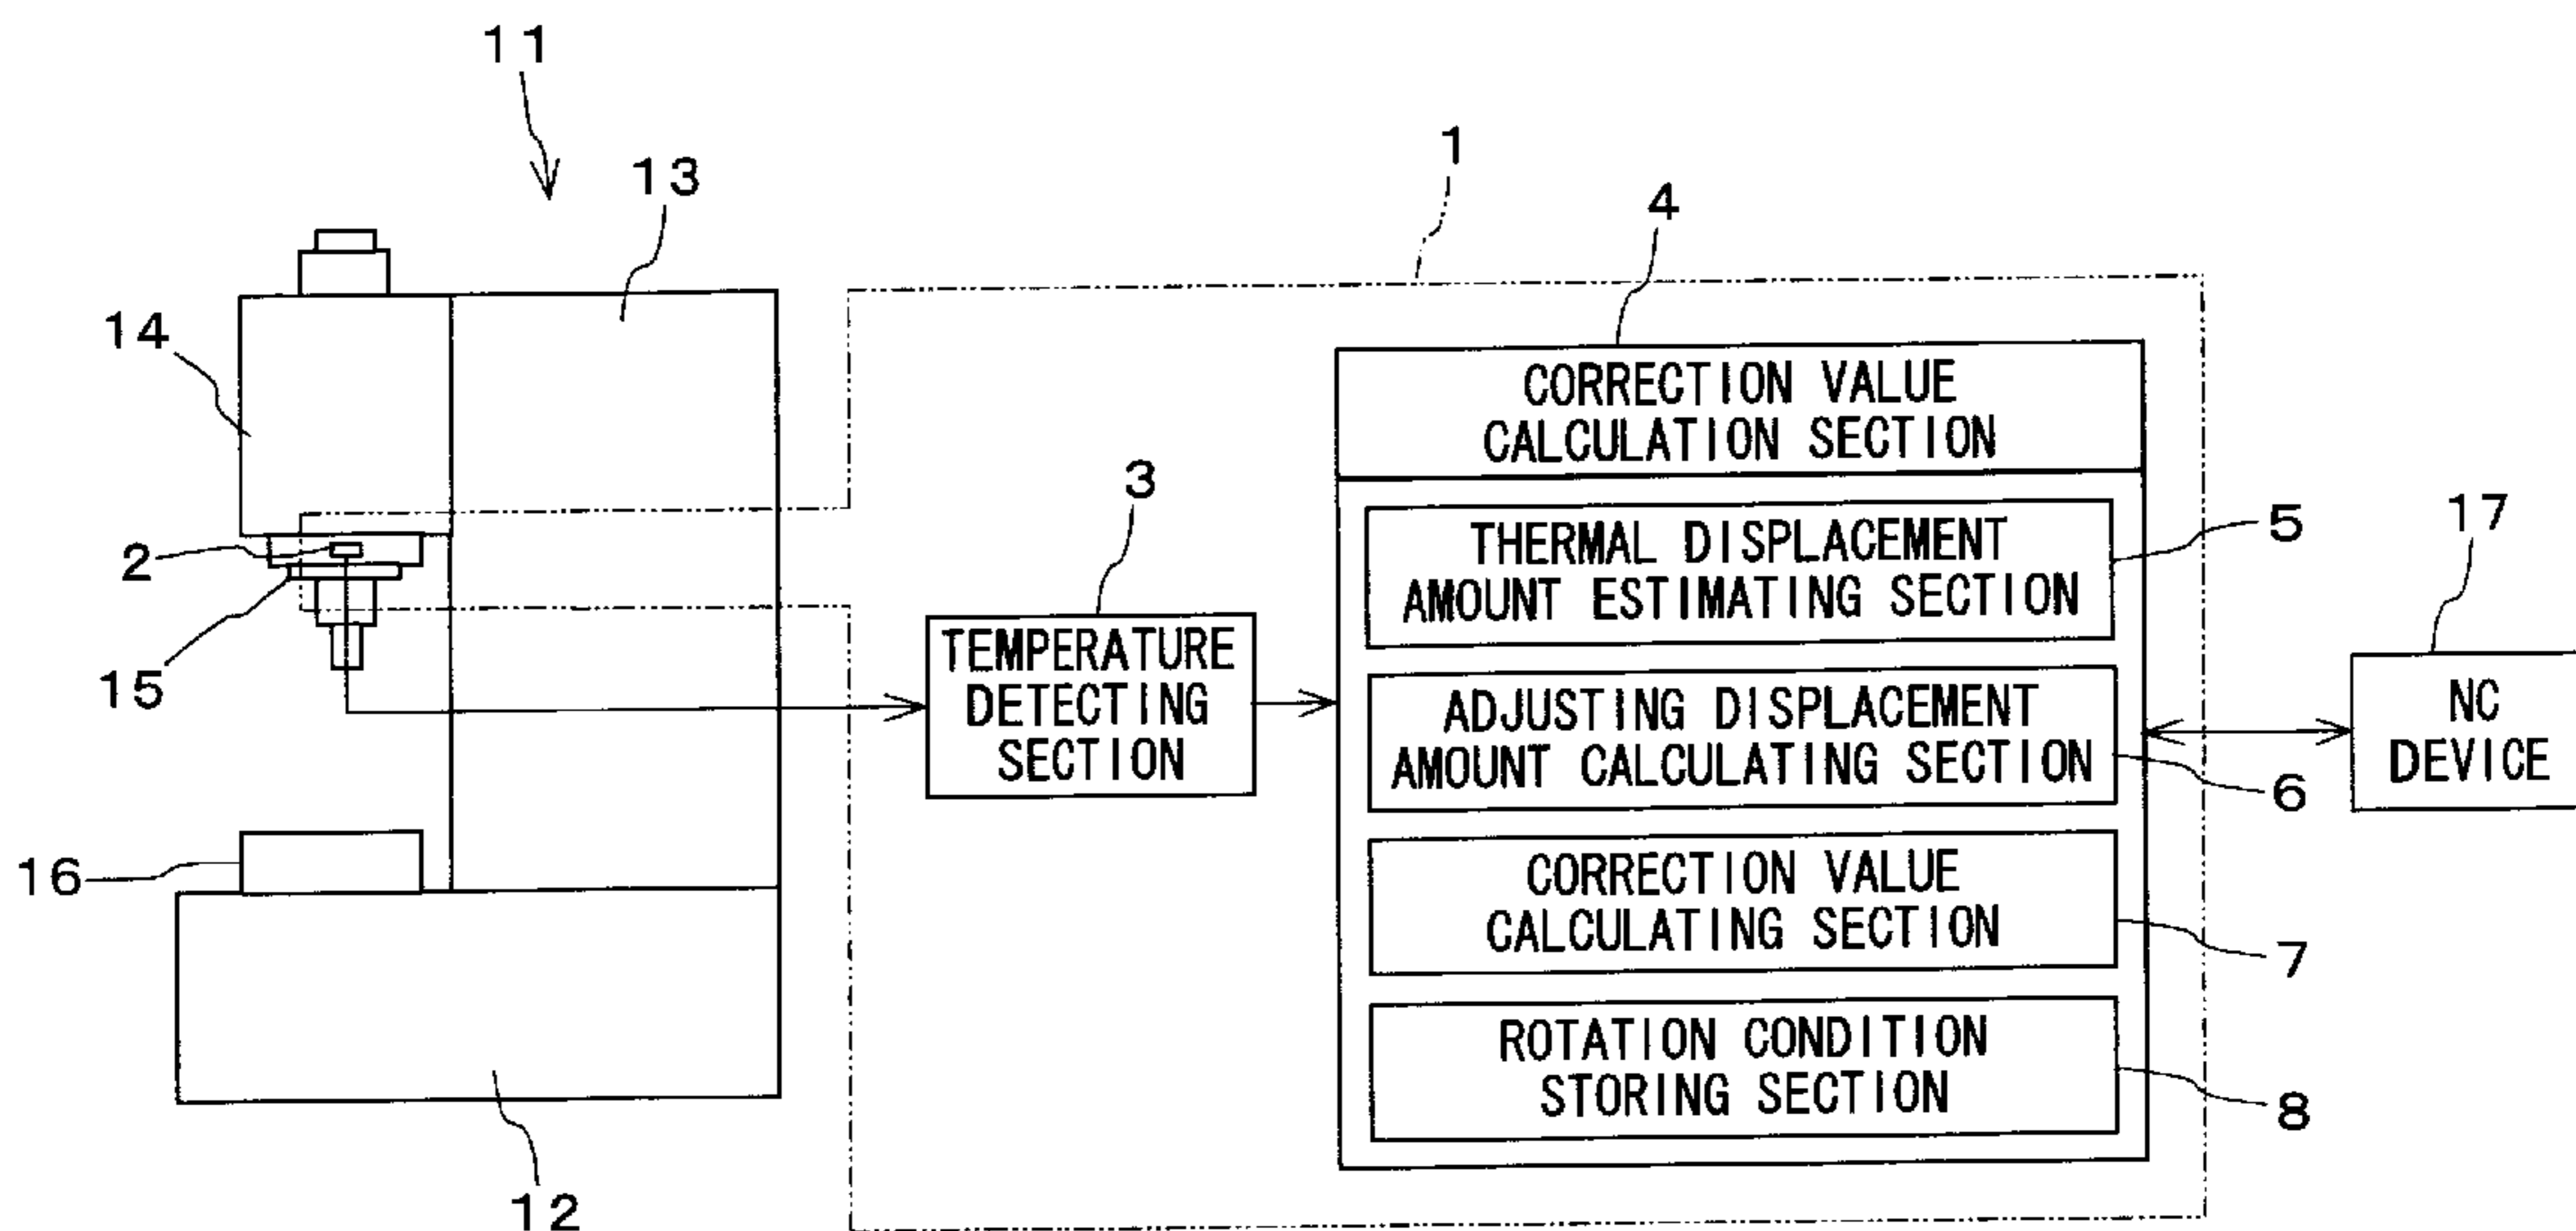 11
13
1
4
14
CORRECTION VALUE
CALCULATION SECTION
3
17
2
THERMAL DISPLACEMENT
AMOUNT ESTIMATING SECTION
5
15
TEMPERATURE
DETECTING
SECTION
ADJUSTING DISPLACEMENT
AMOUNT CALCULATING SECTION
6
NC
DEVICE
16
CORRECTION VALUE
CALCULATING SECTION
7
ROTATION CONDITION
STORING SECTION
8
12